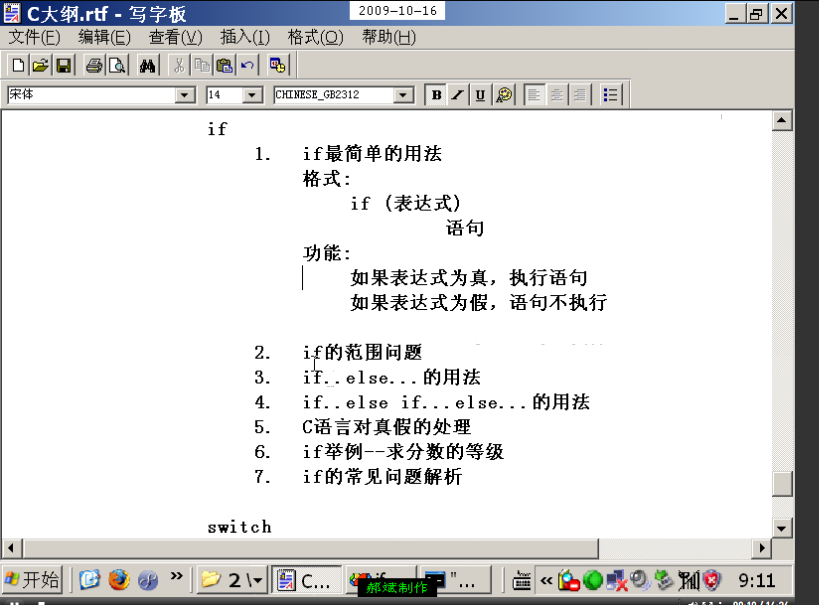 C大纲.rtf - 写字板
2009-10-16
文件(F) 编辑(E) 查看(V) 插入(I) 格式(O) 帮助(H)
宋体 14 CHINESE_GB2312 B U
if
1. if最简单的用法
格式:
if (表达式)
语句
功能:
如果表达式为真，执行语句
如果表达式为假，语句不执行
2. if的范围问题
3. if..else...的用法
4. if..else if...else...的用法
5. C语言对真假的处理
6. if举例--求分数的等级
7. if的常见问题解析
switch
开始 » 2 \ C... "... « 9:11
郝斌制作